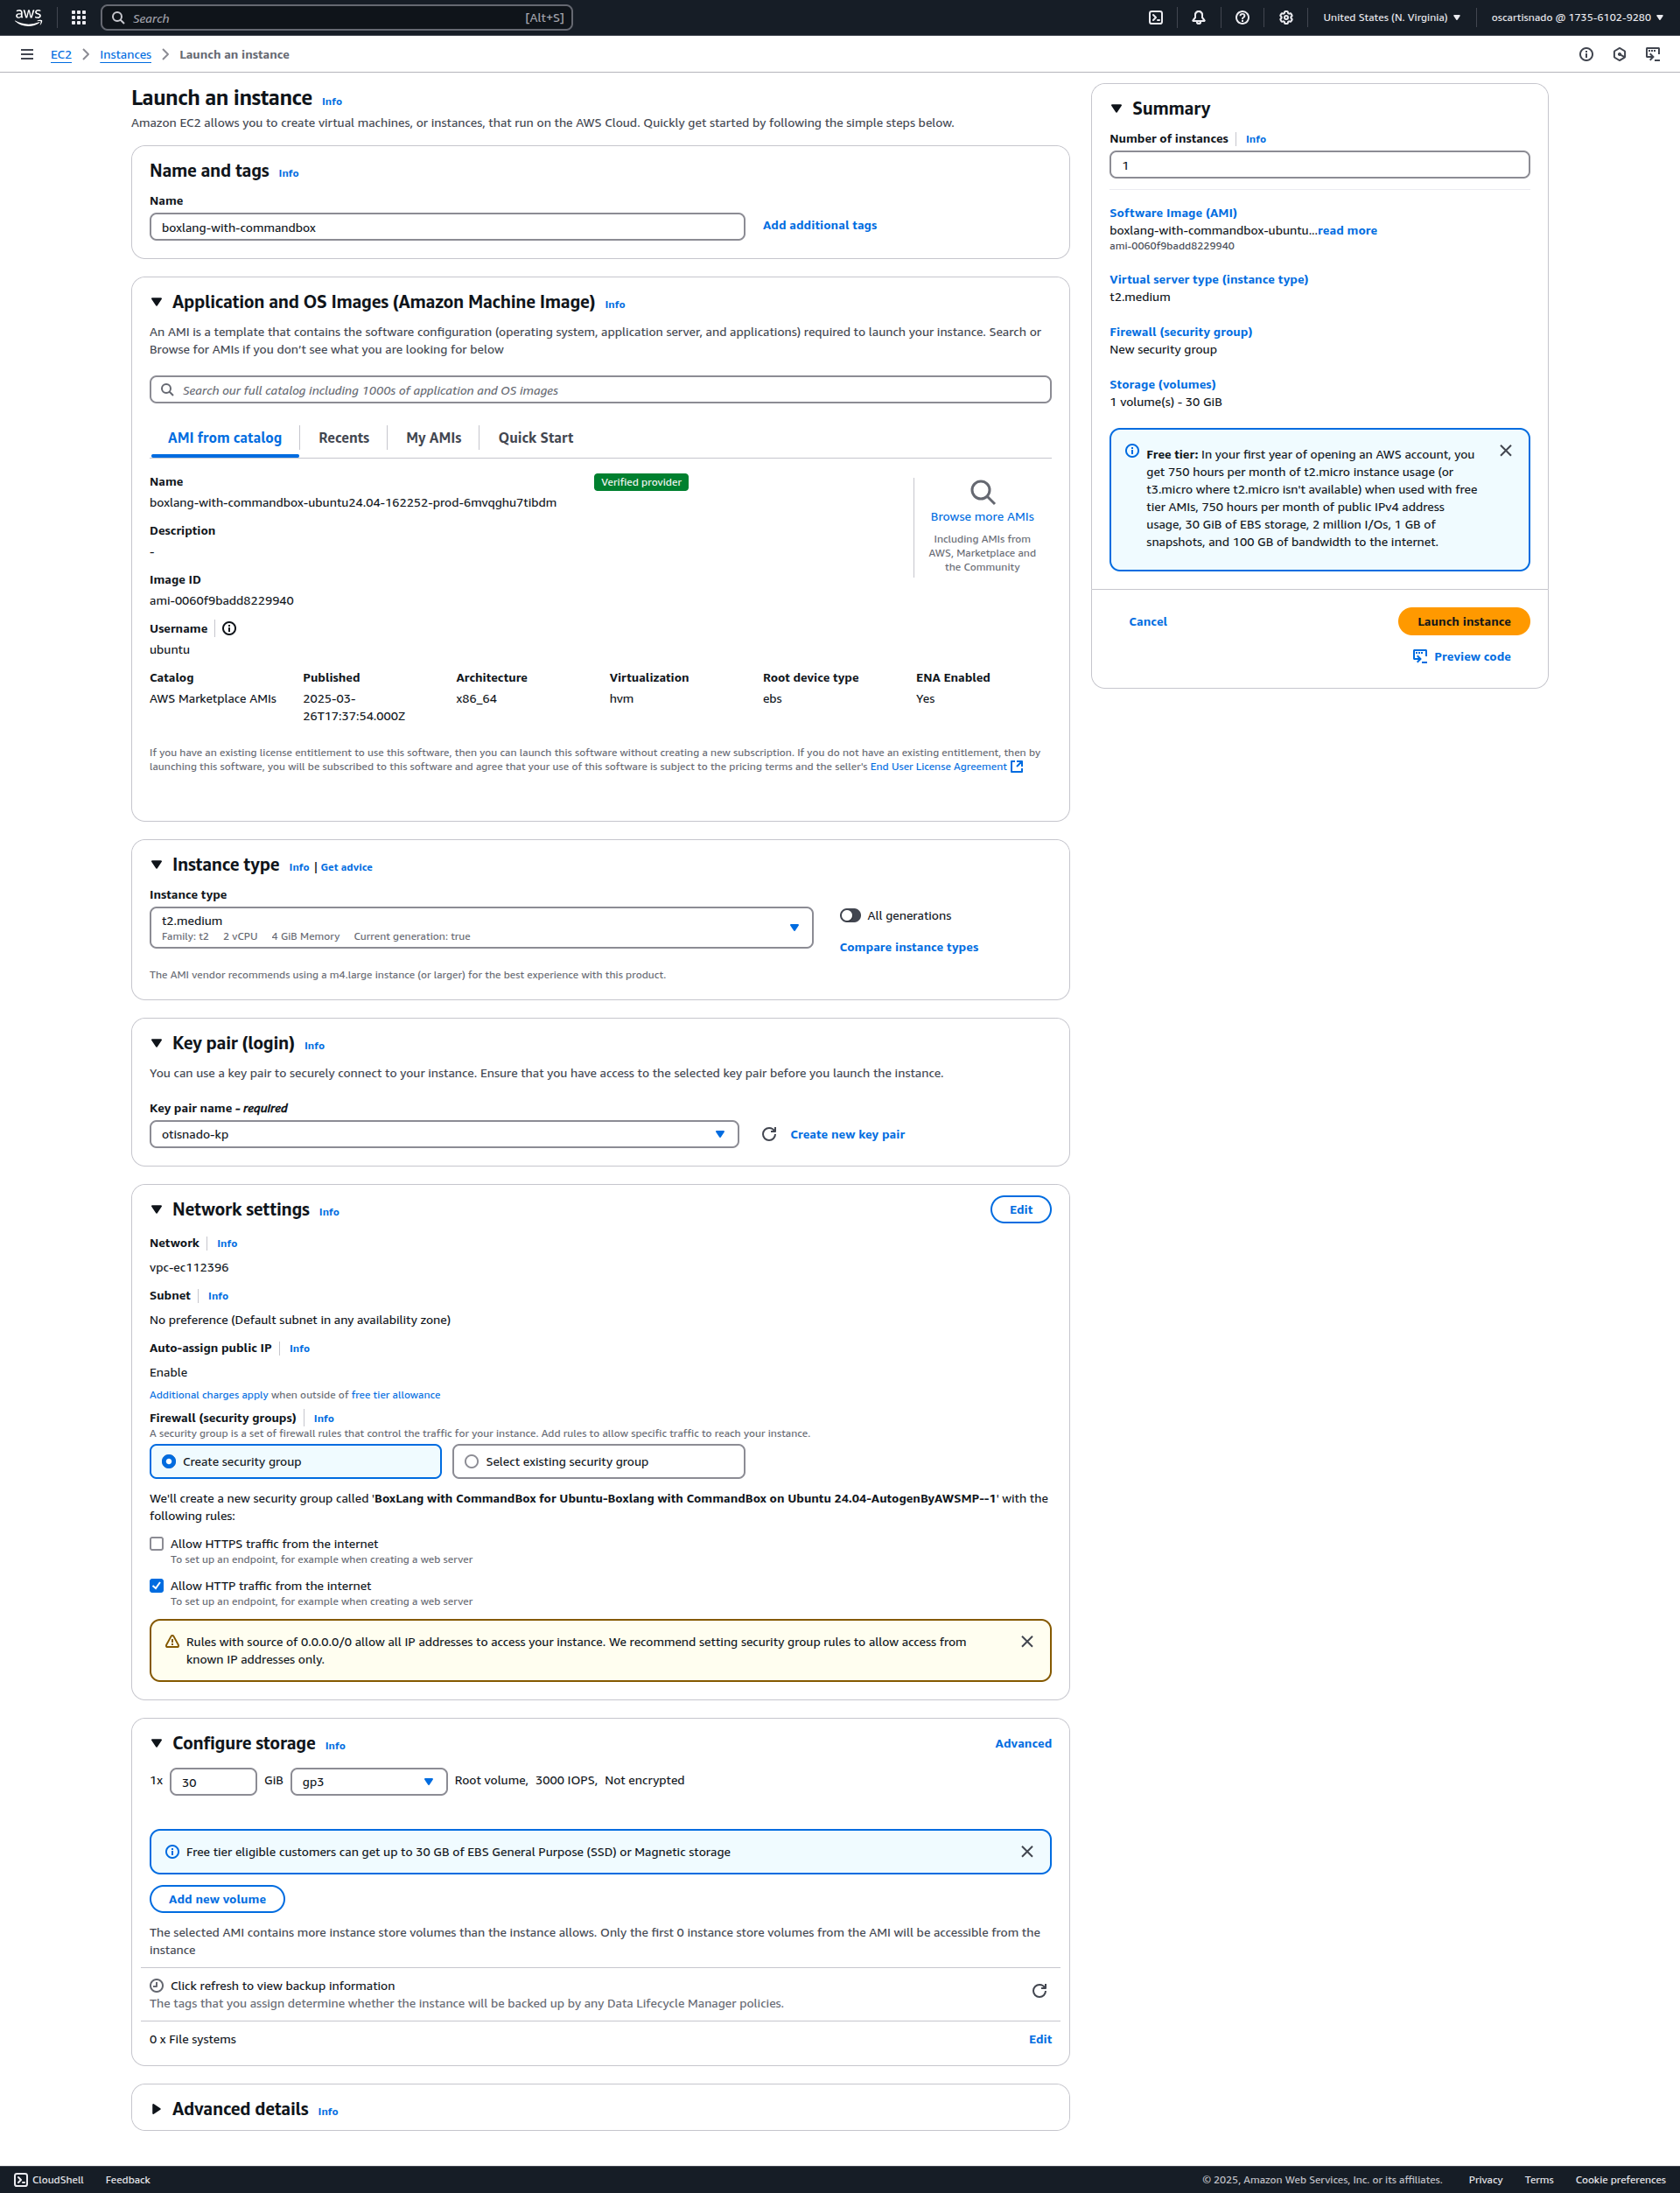 aws
Search
[Alt+S]
United States (N. Virginia)
oscartisnado @ 1735-6102-9280
EC2
Instances
Launch an instance
Launch an instance Info
Amazon EC2 allows you to create virtual machines, or instances, that run on the AWS Cloud. Quickly get started by following the simple steps below.
Name and tags Info
Name
boxlang-with-commandbox
Add additional tags
Application and OS Images (Amazon Machine Image) Info
An AMI is a template that contains the software configuration (operating system, application server, and applications) required to launch your instance. Search or
Browse for AMIs if you don't see what you are looking for below
Search our full catalog including 1000s of application and OS images
AMI from catalog
Recents
My AMIs
Quick Start
Name
Verified provider
boxlang-with-commandbox-ubuntu24.04-162252-prod-6mvqghu7tibdm
Description
-
Image ID
ami-0060f9badd8229940
Username
ubuntu
Browse more AMIs
Including AMIs from
AWS, Marketplace and
the Community
Catalog
Published
Architecture
Virtualization
Root device type
ENA Enabled
AWS Marketplace AMIs
2025-03-
26T17:37:54.000Z
x86_64
hvm
ebs
Yes
If you have an existing license entitlement to use this software, then you can launch this software without creating a new subscription. If you do not have an existing entitlement, then by
launching this software, you will be subscribed to this software and agree that your use of this software is subject to the pricing terms and the seller's End User License Agreement
Instance type Info | Get advice
Instance type
t2.medium
Family: t2 2 vCPU 4 GiB Memory Current generation: true
All generations
Compare instance types
The AMI vendor recommends using a m4.large instance (or larger) for the best experience with this product.
Key pair (login) Info
You can use a key pair to securely connect to your instance. Ensure that you have access to the selected key pair before you launch the instance.
Key pair name - required
otisnado-kp
Create new key pair
Network settings Info
Edit
Network Info
vpc-ec112396
Subnet Info
No preference (Default subnet in any availability zone)
Auto-assign public IP Info
Enable
Additional charges apply when outside of free tier allowance
Firewall (security groups) Info
A security group is a set of firewall rules that control the traffic for your instance. Add rules to allow specific traffic to reach your instance.
Create security group
Select existing security group
We'll create a new security group called 'BoxLang with CommandBox for Ubuntu-Boxlang with CommandBox on Ubuntu 24.04-AutogenByAWSMP--1' with the
following rules:
Allow HTTPS traffic from the internet
To set up an endpoint, for example when creating a web server
Allow HTTP traffic from the internet
To set up an endpoint, for example when creating a web server
Rules with source of 0.0.0.0/0 allow all IP addresses to access your instance. We recommend setting security group rules to allow access from
known IP addresses only.
Configure storage Info
Advanced
1x 30 GiB gp3 Root volume, 3000 IOPS, Not encrypted
Free tier eligible customers can get up to 30 GB of EBS General Purpose (SSD) or Magnetic storage
Add new volume
The selected AMI contains more instance store volumes than the instance allows. Only the first 0 instance store volumes from the AMI will be accessible from the
instance
Click refresh to view backup information
The tags that you assign determine whether the instance will be backed up by any Data Lifecycle Manager policies.
0 x File systems
Edit
Advanced details Info
Summary
Number of instances Info
1
Software Image (AMI)
boxlang-with-commandbox-ubuntu...read more
ami-0060f9badd8229940
Virtual server type (instance type)
t2.medium
Firewall (security group)
New security group
Storage (volumes)
1 volume(s) - 30 GiB
Free tier: In your first year of opening an AWS account, you
get 750 hours per month of t2.micro instance usage (or
t3.micro where t2.micro isn't available) when used with free
tier AMIs, 750 hours per month of public IPv4 address
usage, 30 GiB of EBS storage, 2 million I/Os, 1 GB of
snapshots, and 100 GB of bandwidth to the internet.
Cancel
Launch instance
Preview code
CloudShell
Feedback
© 2025, Amazon Web Services, Inc. or its affiliates.
Privacy
Terms
Cookie preferences